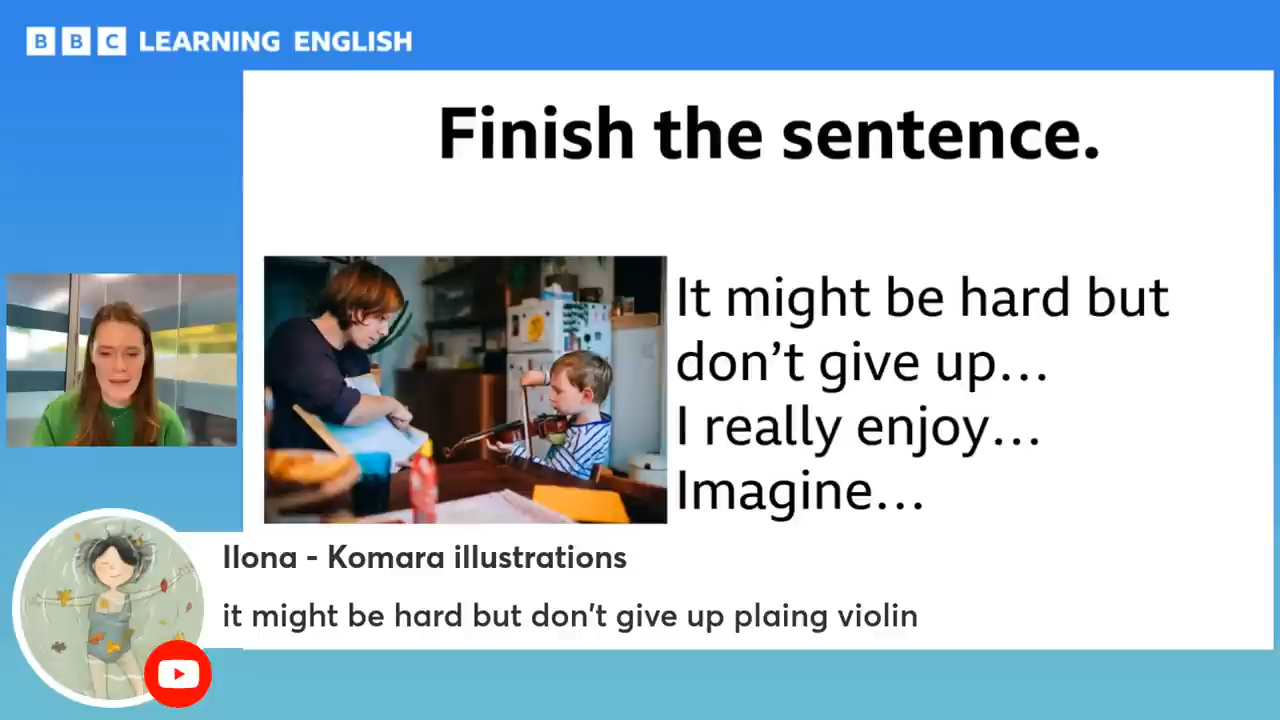 BBC LEARNING ENGLISH
Finish the sentence.
It might be hard but
don't give up...
I really enjoy...
Imagine...
Ilona - Komara illustrations
it might be hard but don't give up plaing violin